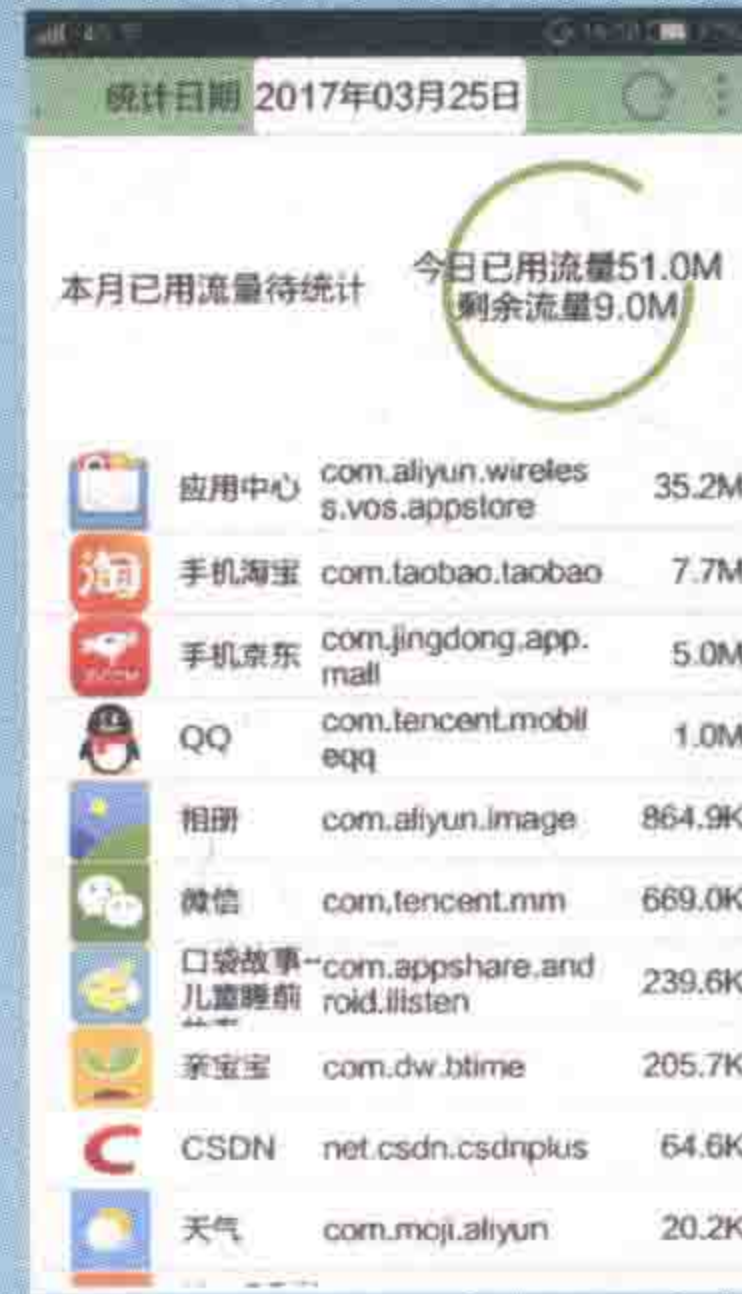 统计日期 2017年03月25日
本月已用流量待统计
今日已用流量51.0M
剩余流量9.0M
应用中心 com.aliyun.wireles
s.vos.appstore 35.2M
淘
手机淘宝 com.taobao.taobao 7.7M
手机京东 com.jingdong.app.
mall 5.0M
QQ com.tencent.mobil
eqq 1.0M
相册 com.aliyun.image 864.9K
微信 com.tencent.mm 669.0K
口袋故事-
儿童睡前
com.appshare.and
roid.ilisten 239.6K
亲宝宝 com.dw.btime 205.7K
CSDN net.csdn.csdnplus 64.6K
天气 com.moji.aliyun 20.2K